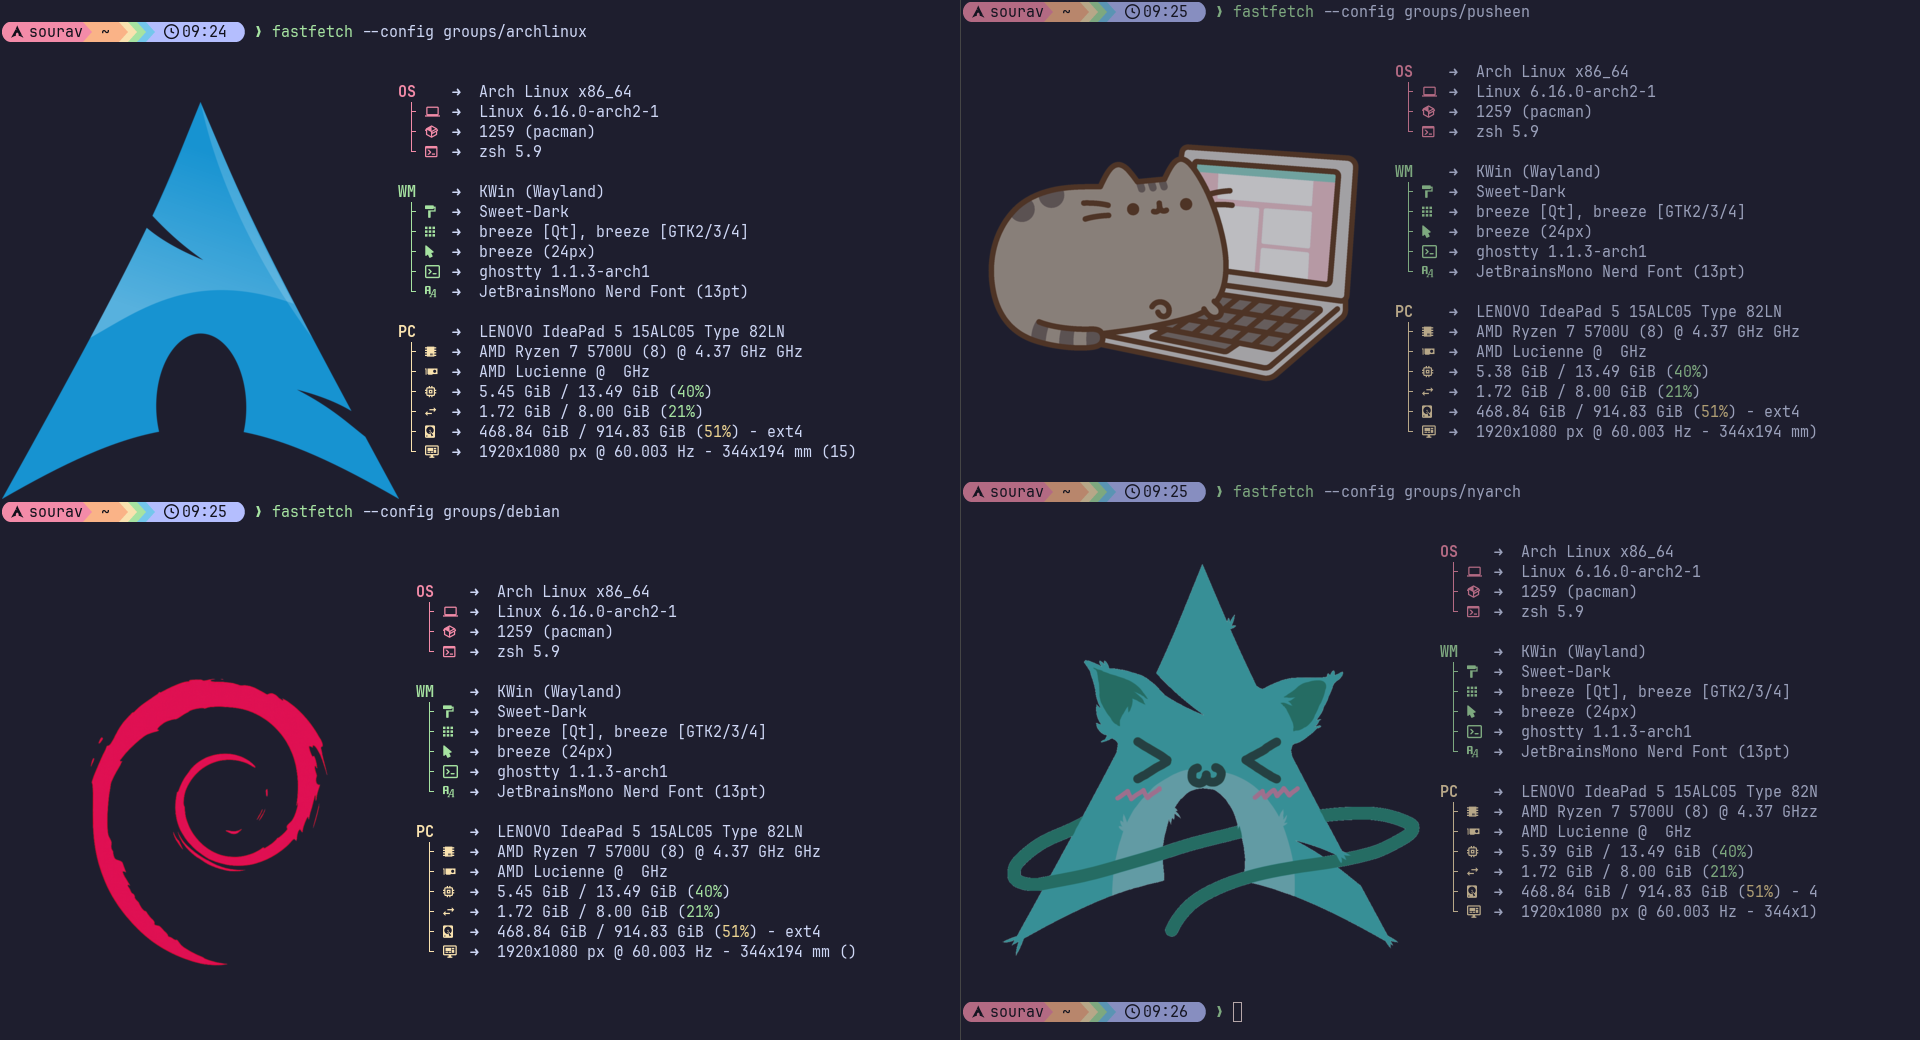 sourav ~ 09:24 ❯ fastfetch --config groups/archlinux
OS → Arch Linux x86_64
→ Linux 6.16.0-arch2-1
→ 1259 (pacman)
→ zsh 5.9
WM → KWin (Wayland)
→ Sweet-Dark
→ breeze [Qt], breeze [GTK2/3/4]
→ breeze (24px)
→ ghostty 1.1.3-arch1
→ JetBrainsMono Nerd Font (13pt)
PC → LENOVO IdeaPad 5 15ALC05 Type 82LN
→ AMD Ryzen 7 5700U (8) @ 4.37 GHz GHz
→ AMD Lucienne @  GHz
→ 5.45 GiB / 13.49 GiB (40%)
→ 1.72 GiB / 8.00 GiB (21%)
→ 468.84 GiB / 914.83 GiB (51%) - ext4
→ 1920x1080 px @ 60.003 Hz - 344x194 mm (15)
sourav ~ 09:25 ❯ fastfetch --config groups/debian
OS → Arch Linux x86_64
→ Linux 6.16.0-arch2-1
→ 1259 (pacman)
→ zsh 5.9
WM → KWin (Wayland)
→ Sweet-Dark
→ breeze [Qt], breeze [GTK2/3/4]
→ breeze (24px)
→ ghostty 1.1.3-arch1
→ JetBrainsMono Nerd Font (13pt)
PC → LENOVO IdeaPad 5 15ALC05 Type 82LN
→ AMD Ryzen 7 5700U (8) @ 4.37 GHz GHz
→ AMD Lucienne @  GHz
→ 5.45 GiB / 13.49 GiB (40%)
→ 1.72 GiB / 8.00 GiB (21%)
→ 468.84 GiB / 914.83 GiB (51%) - ext4
→ 1920x1080 px @ 60.003 Hz - 344x194 mm ()
sourav ~ 09:25 ❯ fastfetch --config groups/pusheen
OS → Arch Linux x86_64
→ Linux 6.16.0-arch2-1
→ 1259 (pacman)
→ zsh 5.9
WM → KWin (Wayland)
→ Sweet-Dark
→ breeze [Qt], breeze [GTK2/3/4]
→ breeze (24px)
→ ghostty 1.1.3-arch1
→ JetBrainsMono Nerd Font (13pt)
PC → LENOVO IdeaPad 5 15ALC05 Type 82LN
→ AMD Ryzen 7 5700U (8) @ 4.37 GHz GHz
→ AMD Lucienne @  GHz
→ 5.38 GiB / 13.49 GiB (40%)
→ 1.72 GiB / 8.00 GiB (21%)
→ 468.84 GiB / 914.83 GiB (51%) - ext4
→ 1920x1080 px @ 60.003 Hz - 344x194 mm)
sourav ~ 09:25 ❯ fastfetch --config groups/nyarch
OS → Arch Linux x86_64
→ Linux 6.16.0-arch2-1
→ 1259 (pacman)
→ zsh 5.9
WM → KWin (Wayland)
→ Sweet-Dark
→ breeze [Qt], breeze [GTK2/3/4]
→ breeze (24px)
→ ghostty 1.1.3-arch1
→ JetBrainsMono Nerd Font (13pt)
PC → LENOVO IdeaPad 5 15ALC05 Type 82N
→ AMD Ryzen 7 5700U (8) @ 4.37 GHzz
→ AMD Lucienne @  GHz
→ 5.39 GiB / 13.49 GiB (40%)
→ 1.72 GiB / 8.00 GiB (21%)
→ 468.84 GiB / 914.83 GiB (51%) - 4
→ 1920x1080 px @ 60.003 Hz - 344x1)
sourav ~ 09:26 ❯